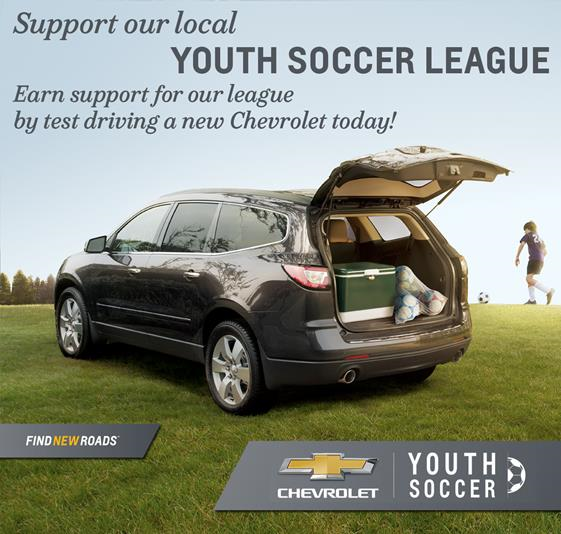 Support our local
YOUTH SOCCER LEAGUE
Earn support for our league
by test driving a new Chevrolet today!
FIND NEW ROADS
CHEVROLET
YOUTH
SOCCER